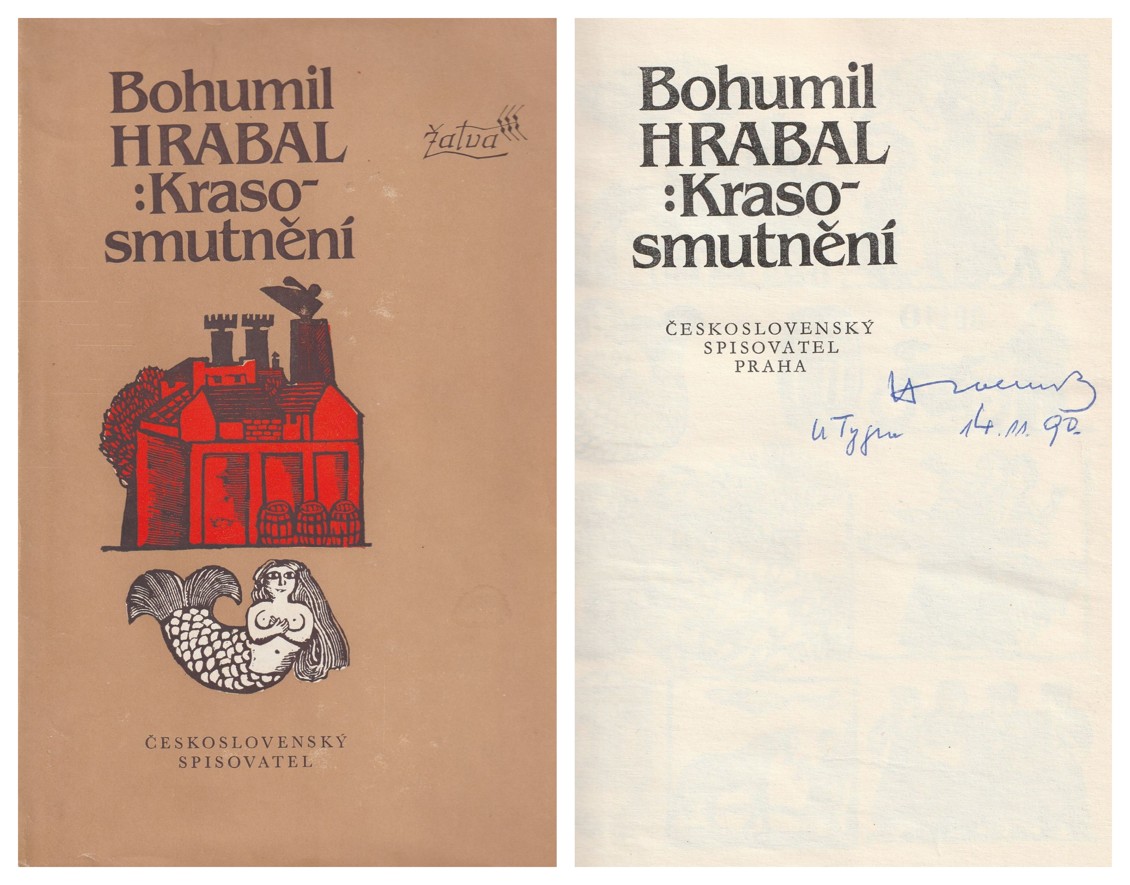 Bohumil
HRABAL
:Kraso-
smutnění
Žatva
ČESKOSLOVENSKÝ
SPISOVATEL
Bohumil
HRABAL
:Kraso-
smutnění
ČESKOSLOVENSKÝ
SPISOVATEL
PRAHA
U Tygra 14. 11. 90.